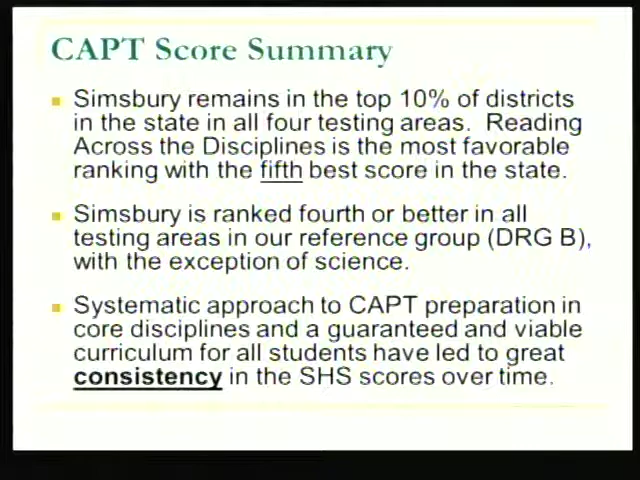 CAPT Score Summary
Simsbury remains in the top 10% of districts
in the state in all four testing areas. Reading
Across the Disciplines is the most favorable
ranking with the fifth best score in the state.
Simsbury is ranked fourth or better in all
testing areas in our reference group (DRG B),
with the exception of science.
Systematic approach to CAPT preparation in
core disciplines and a guaranteed and viable
curriculum for all students have led to great
consistency in the SHS scores over time.